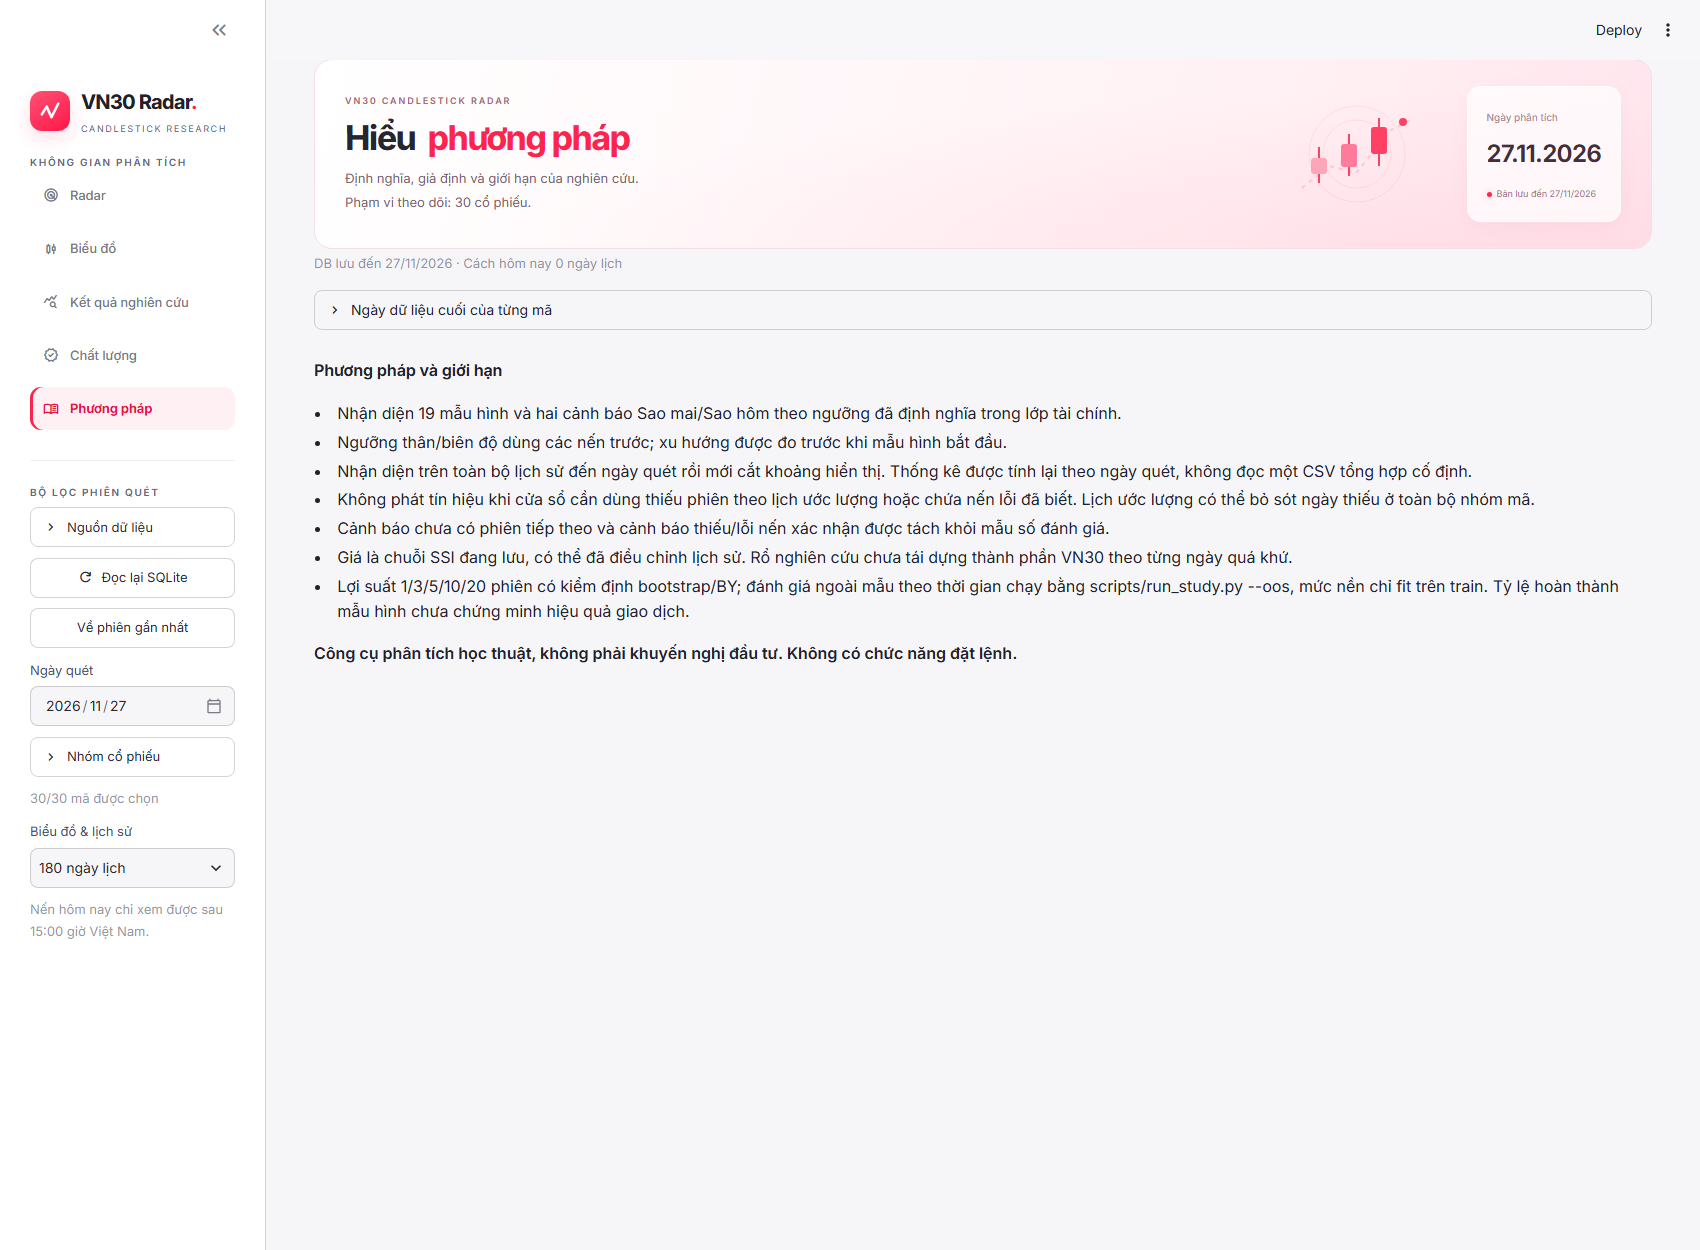 VN30 Radar.
CANDLESTICK RESEARCH
KHÔNG GIAN PHÂN TÍCH
Radar
Biểu đồ
Kết quả nghiên cứu
Chất lượng
Phương pháp
BỘ LỌC PHIÊN QUÉT
Nguồn dữ liệu
Đọc lại SQLite
Về phiên gần nhất
Ngày quét
2026/11/27
Nhóm cổ phiếu
30/30 mã được chọn
Biểu đồ & lịch sử
180 ngày lịch
Nến hôm nay chỉ xem được sau
15:00 giờ Việt Nam.
Deploy
VN30 CANDLESTICK RADAR
Hiểu phương pháp
Định nghĩa, giả định và giới hạn của nghiên cứu.
Phạm vi theo dõi: 30 cổ phiếu.
Ngày phân tích
27.11.2026
Bản lưu đến 27/11/2026
DB lưu đến 27/11/2026 · Cách hôm nay 0 ngày lịch
Ngày dữ liệu cuối của từng mã
Phương pháp và giới hạn
• Nhận diện 19 mẫu hình và hai cảnh báo Sao mai/Sao hôm theo ngưỡng đã định nghĩa trong lớp tài chính.
• Ngưỡng thân/biên độ dùng các nến trước; xu hướng được đo trước khi mẫu hình bắt đầu.
• Nhận diện trên toàn bộ lịch sử đến ngày quét rồi mới cắt khoảng hiển thị. Thống kê được tính lại theo ngày quét, không đọc một CSV tổng hợp cố định.
• Không phát tín hiệu khi cửa sổ cần dùng thiếu phiên theo lịch ước lượng hoặc chứa nến lỗi đã biết. Lịch ước lượng có thể bỏ sót ngày thiếu ở toàn bộ nhóm mã.
• Cảnh báo chưa có phiên tiếp theo và cảnh báo thiếu/lỗi nến xác nhận được tách khỏi mẫu số đánh giá.
• Giá là chuỗi SSI đang lưu, có thể đã điều chỉnh lịch sử. Rổ nghiên cứu chưa tái dựng thành phần VN30 theo từng ngày quá khứ.
• Lợi suất 1/3/5/10/20 phiên có kiểm định bootstrap/BY; đánh giá ngoài mẫu theo thời gian chạy bằng scripts/run_study.py --oos, mức nền chỉ fit trên train. Tỷ lệ hoàn thành
mẫu hình chưa chứng minh hiệu quả giao dịch.
Công cụ phân tích học thuật, không phải khuyến nghị đầu tư. Không có chức năng đặt lệnh.